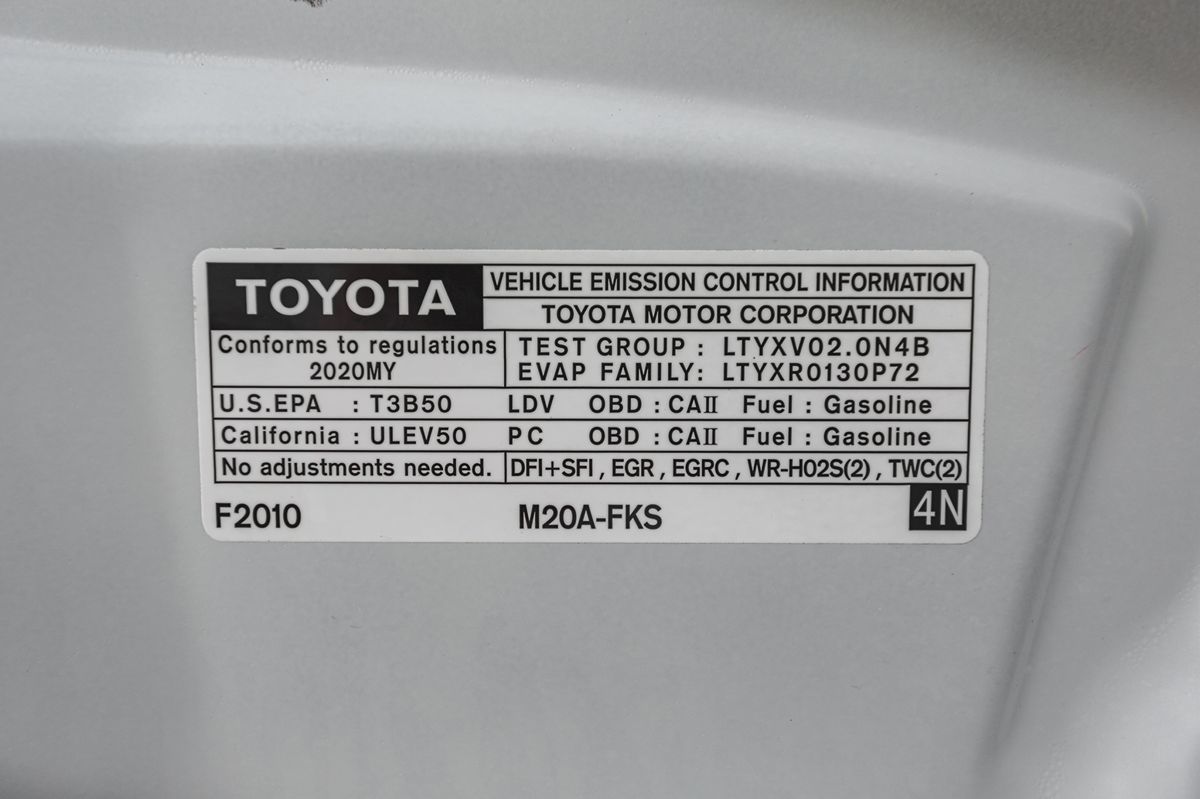 TOYOTA
VEHICLE EMISSION CONTROL INFORMATION
TOYOTA MOTOR CORPORATION
Conforms to regulations
2020MY
TEST GROUP : LTYXV02.0N4B
EVAP FAMILY: LTYXR0130P72
U.S.EPA : T3B50 LDV OBD : CAⅡ Fuel : Gasoline
California : ULEV50 PC OBD : CAⅡ Fuel : Gasoline
No adjustments needed. DFI+SFI , EGR , EGRC , WR-HO2S(2) , TWC(2)
F2010 M20A-FKS 4N